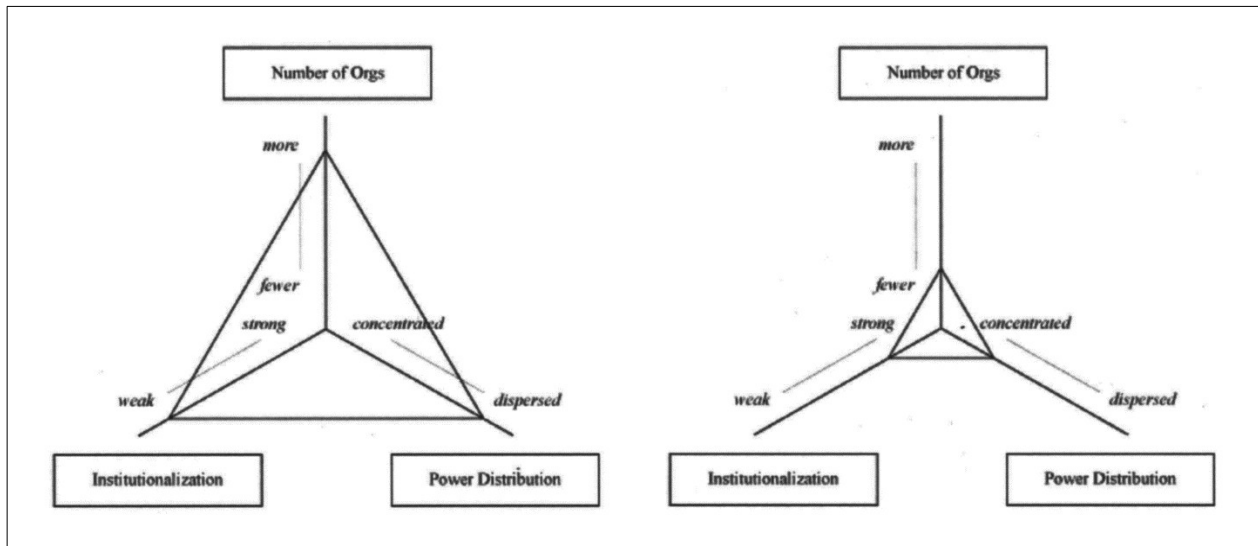 Number of Orgs
more
fewer
strong
concentrated
weak
dispersed
Institutionalization
Power Distribution
Number of Orgs
more
fewer
strong
concentrated
weak
dispersed
Institutionalization
Power Distribution